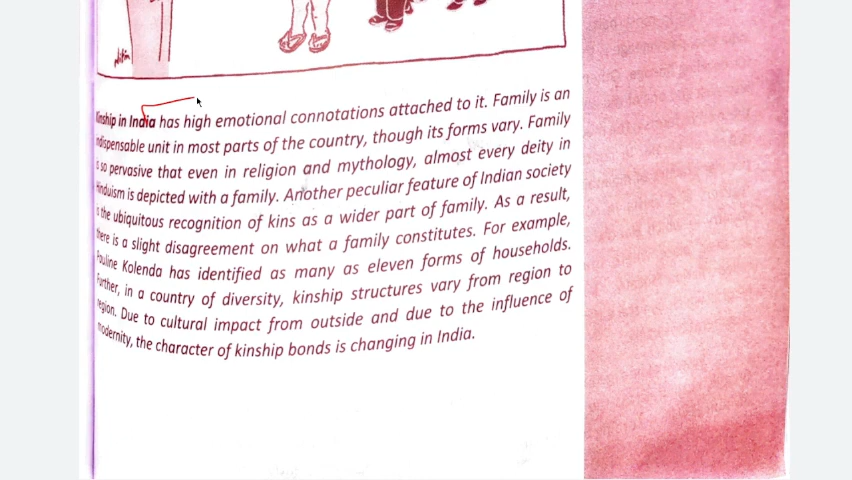 Kinship in India has high emotional connotations attached to it. Family is an
indispensable unit in most parts of the country, though its forms vary. Family
is so pervasive that even in religion and mythology, almost every deity in
Hinduism is depicted with a family. Another peculiar feature of Indian society
is the ubiquitous recognition of kins as a wider part of family. As a result,
there is a slight disagreement on what a family constitutes. For example,
Pauline Kolenda has identified as many as eleven forms of households.
Further, in a country of diversity, kinship structures vary from region to
region. Due to cultural impact from outside and due to the influence of
modernity, the character of kinship bonds is changing in India.